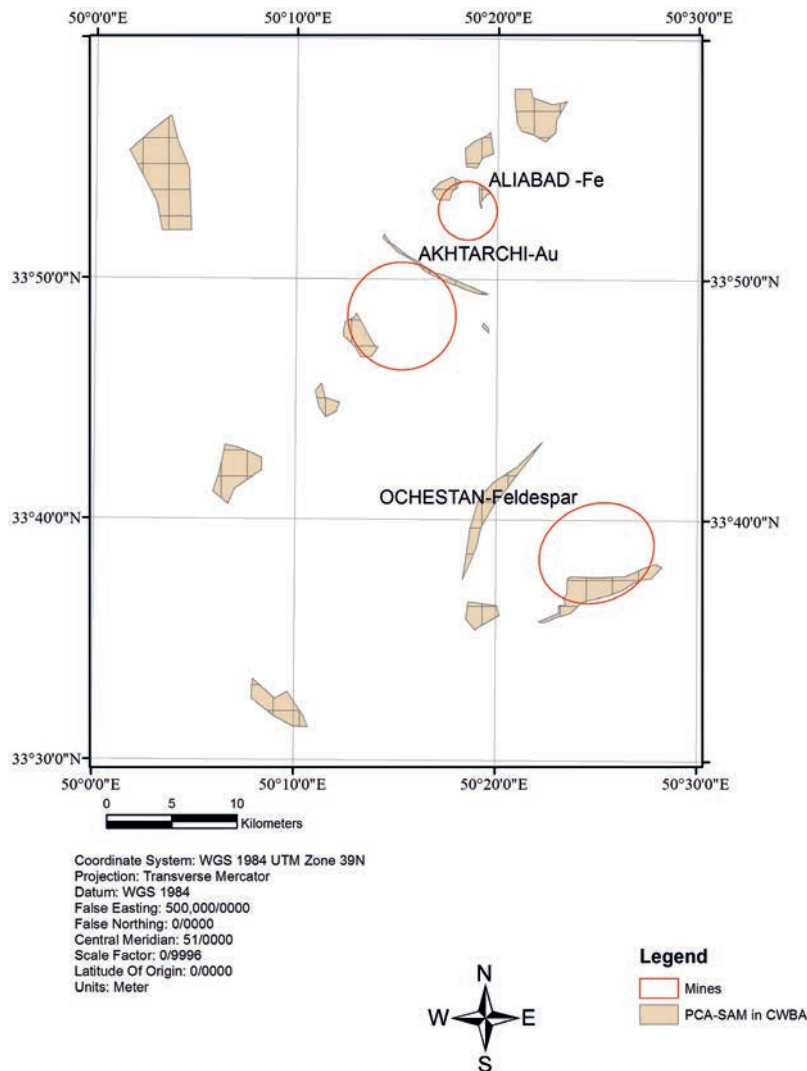 50°0'0"E 50°10'0"E 50°20'0"E 50°30'0"E
ALIABAD -Fe
AKHTARCHI-Au
33°50'0"N 33°50'0"N
OCHESTAN-Feldespar
33°40'0"N 33°40'0"N
33°30'0"N 33°30'0"N
50°0'0"E 50°10'0"E 50°20'0"E 50°30'0"E
0 5 10
Kilometers
Coordinate System: WGS 1984 UTM Zone 39N
Projection: Transverse Mercator
Datum: WGS 1984
False Easting: 500,000/0000
False Northing: 0/0000
Central Meridian: 51/0000
Scale Factor: 0/9996
Latitude Of Origin: 0/0000
Units: Meter
N
W E
S
Legend
Mines
PCA-SAM in CWBA